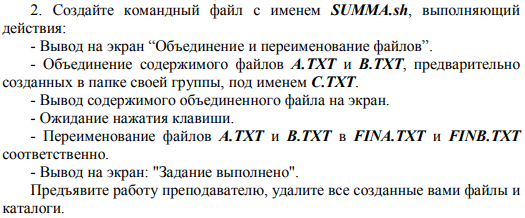 2. Создайте командный файл с именем SUMMA.sh, выполняющий
действия:
- Вывод на экран “Объединение и переименование файлов”.
- Объединение содержимого файлов A.TXT и B.TXT, предварительно
созданных в папке своей группы, под именем C.TXT.
- Вывод содержимого объединенного файла на экран.
- Ожидание нажатия клавиши.
- Переименование файлов A.TXT и B.TXT в FINA.TXT и FINB.TXT
соответственно.
- Вывод на экран: "Задание выполнено".
Предъявите работу преподавателю, удалите все созданные вами файлы и
каталоги.